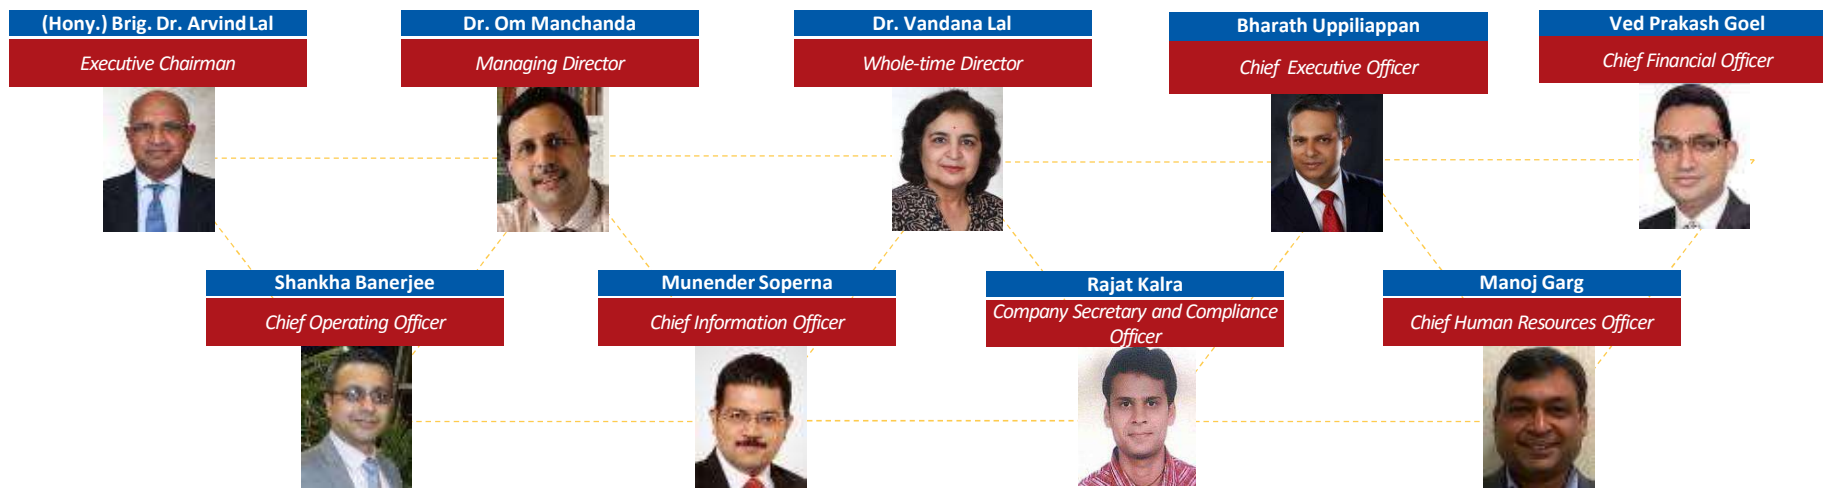 (Hony.) Brig. Dr. Arvind Lal
Executive Chairman
Dr. Om Manchanda
Managing Director
Dr. Vandana Lal
Whole-time Director
Bharath Uppiliappan
Chief Executive Officer
Ved Prakash Goel
Chief Financial Officer
Shankha Banerjee
Chief Operating Officer
Munender Soperna
Chief Information Officer
Rajat Kalra
Company Secretary and Compliance
Officer
Manoj Garg
Chief Human Resources Officer